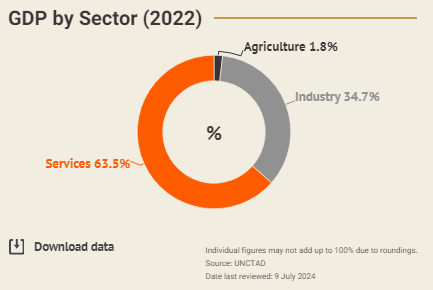 GDP by Sector (2022)
Agriculture 1.8%
Industry 34.7%
%
Services 63.5%
Download data
Individual figures may not add up to 100% due to roundings.
Source: UNCTAD
Date last reviewed: 9 July 2024